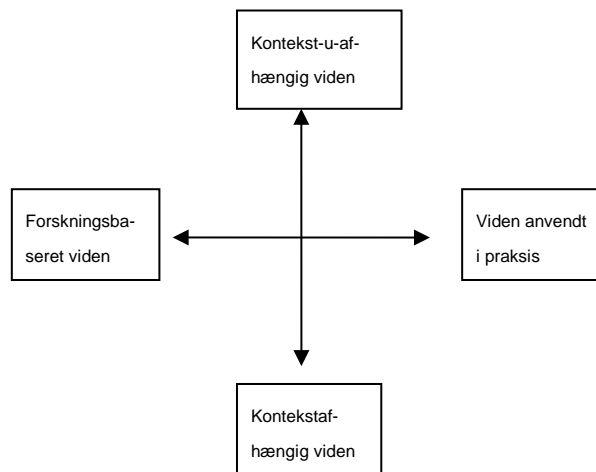 Kontekst-u-af-
hængig viden
Forskningsba-
seret viden
Viden anvendt
i praksis
Kontekstaf-
hængig viden